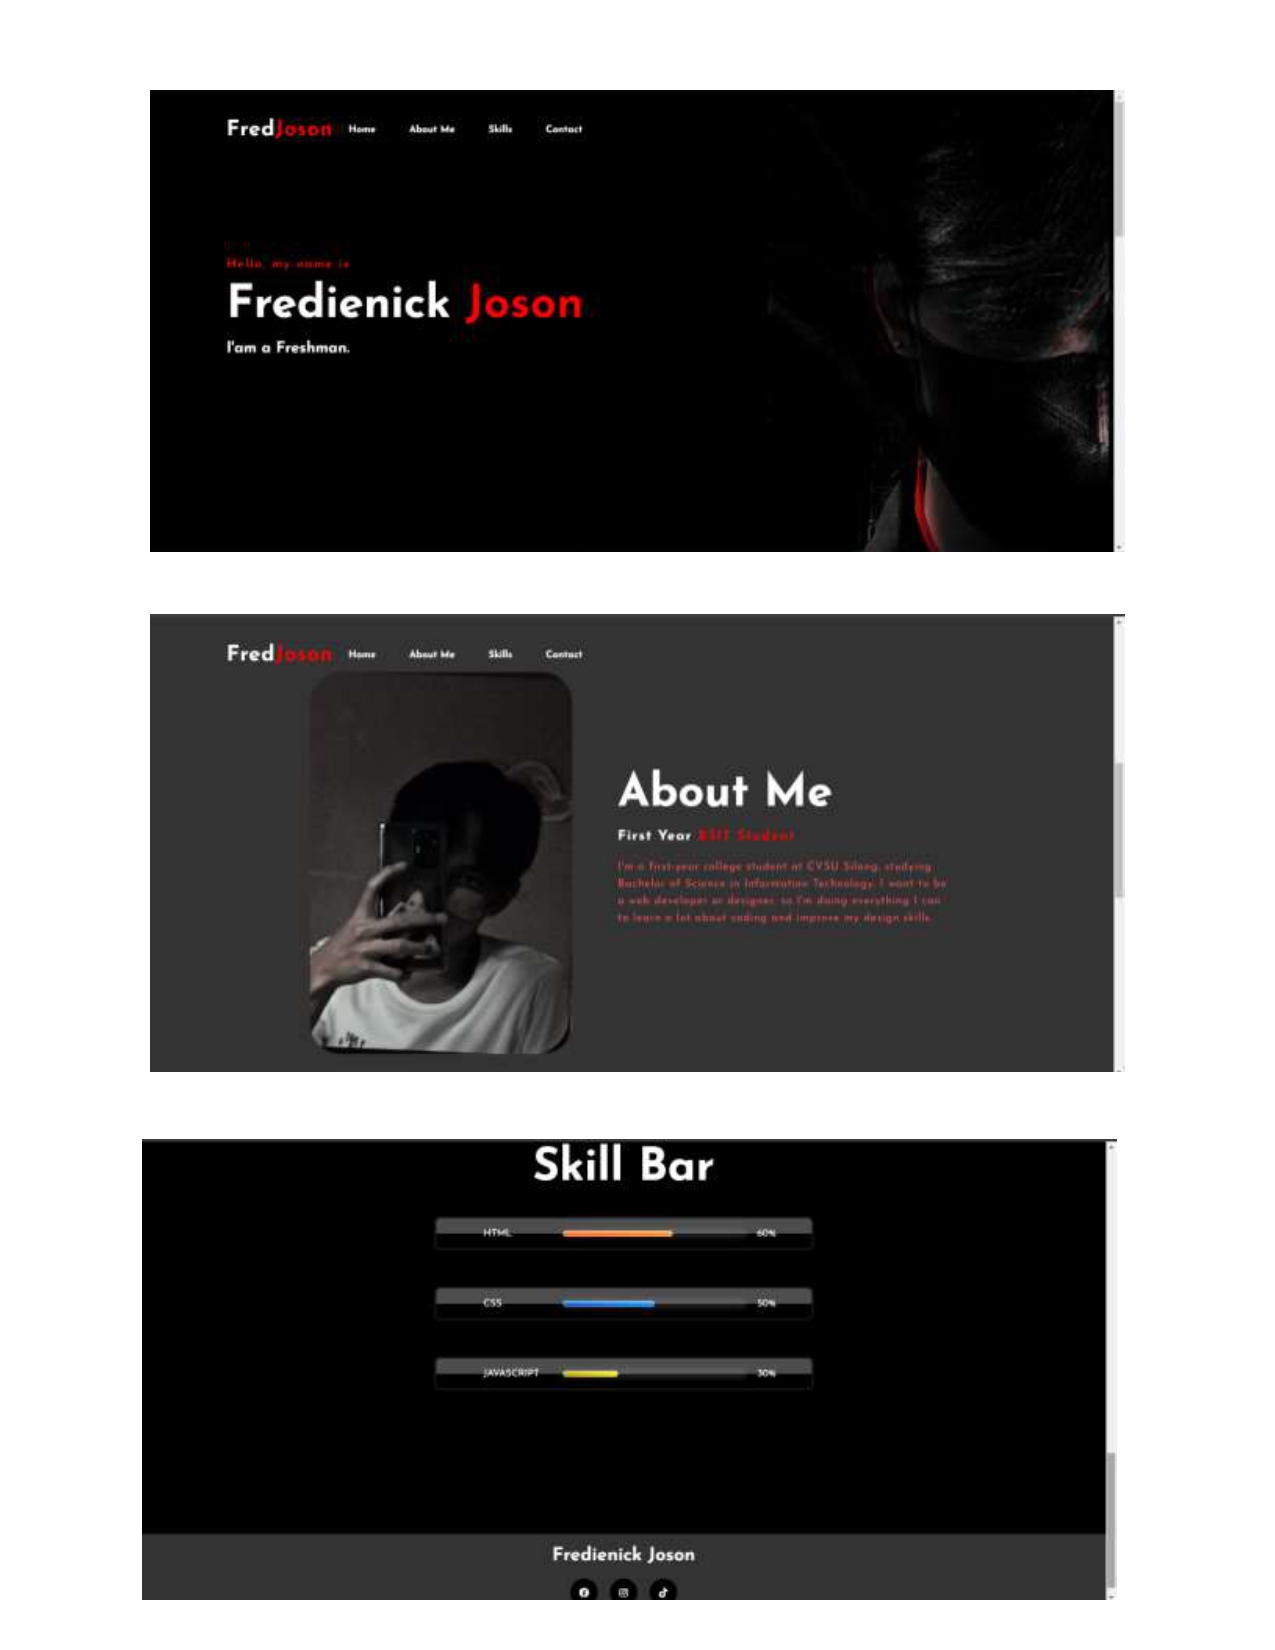 FredJoson Home About Me Skills Contact
Hello, my name is
Fredienick Joson
I'am a Freshman.
FredJoson Home About Me Skills Contact
About Me
First Year BSIT Student
I'm a first-year college student at CVSU Silang, studying
Bachelor of Science in Information Technology. I want to be
a web developer or designer, so I'm doing everything I can
to learn a lot about coding and improve my design skills.
Skill Bar
HTML 60%
CSS 50%
JAVASCRIPT 30%
Fredienick Joson